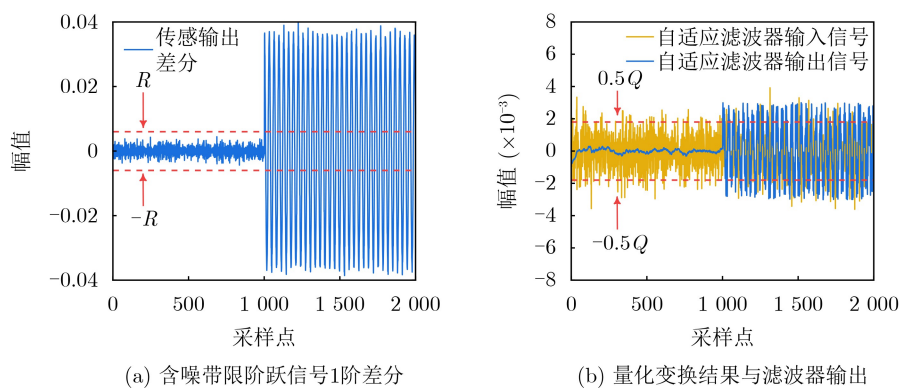 0.04
0.02
0
−0.02
−0.04
幅值
传感输出
差分
R
−R
0
500
1 000
1 500
2 000
采样点
(a) 含噪带限阶跃信号1阶差分
8
6
4
2
0
−2
−4
−6
−8
幅值 (×10⁻³)
自适应滤波器输入信号
自适应滤波器输出信号
0.5Q
−0.5Q
0
500
1 000
1 500
2 000
采样点
(b) 量化变换结果与滤波器输出